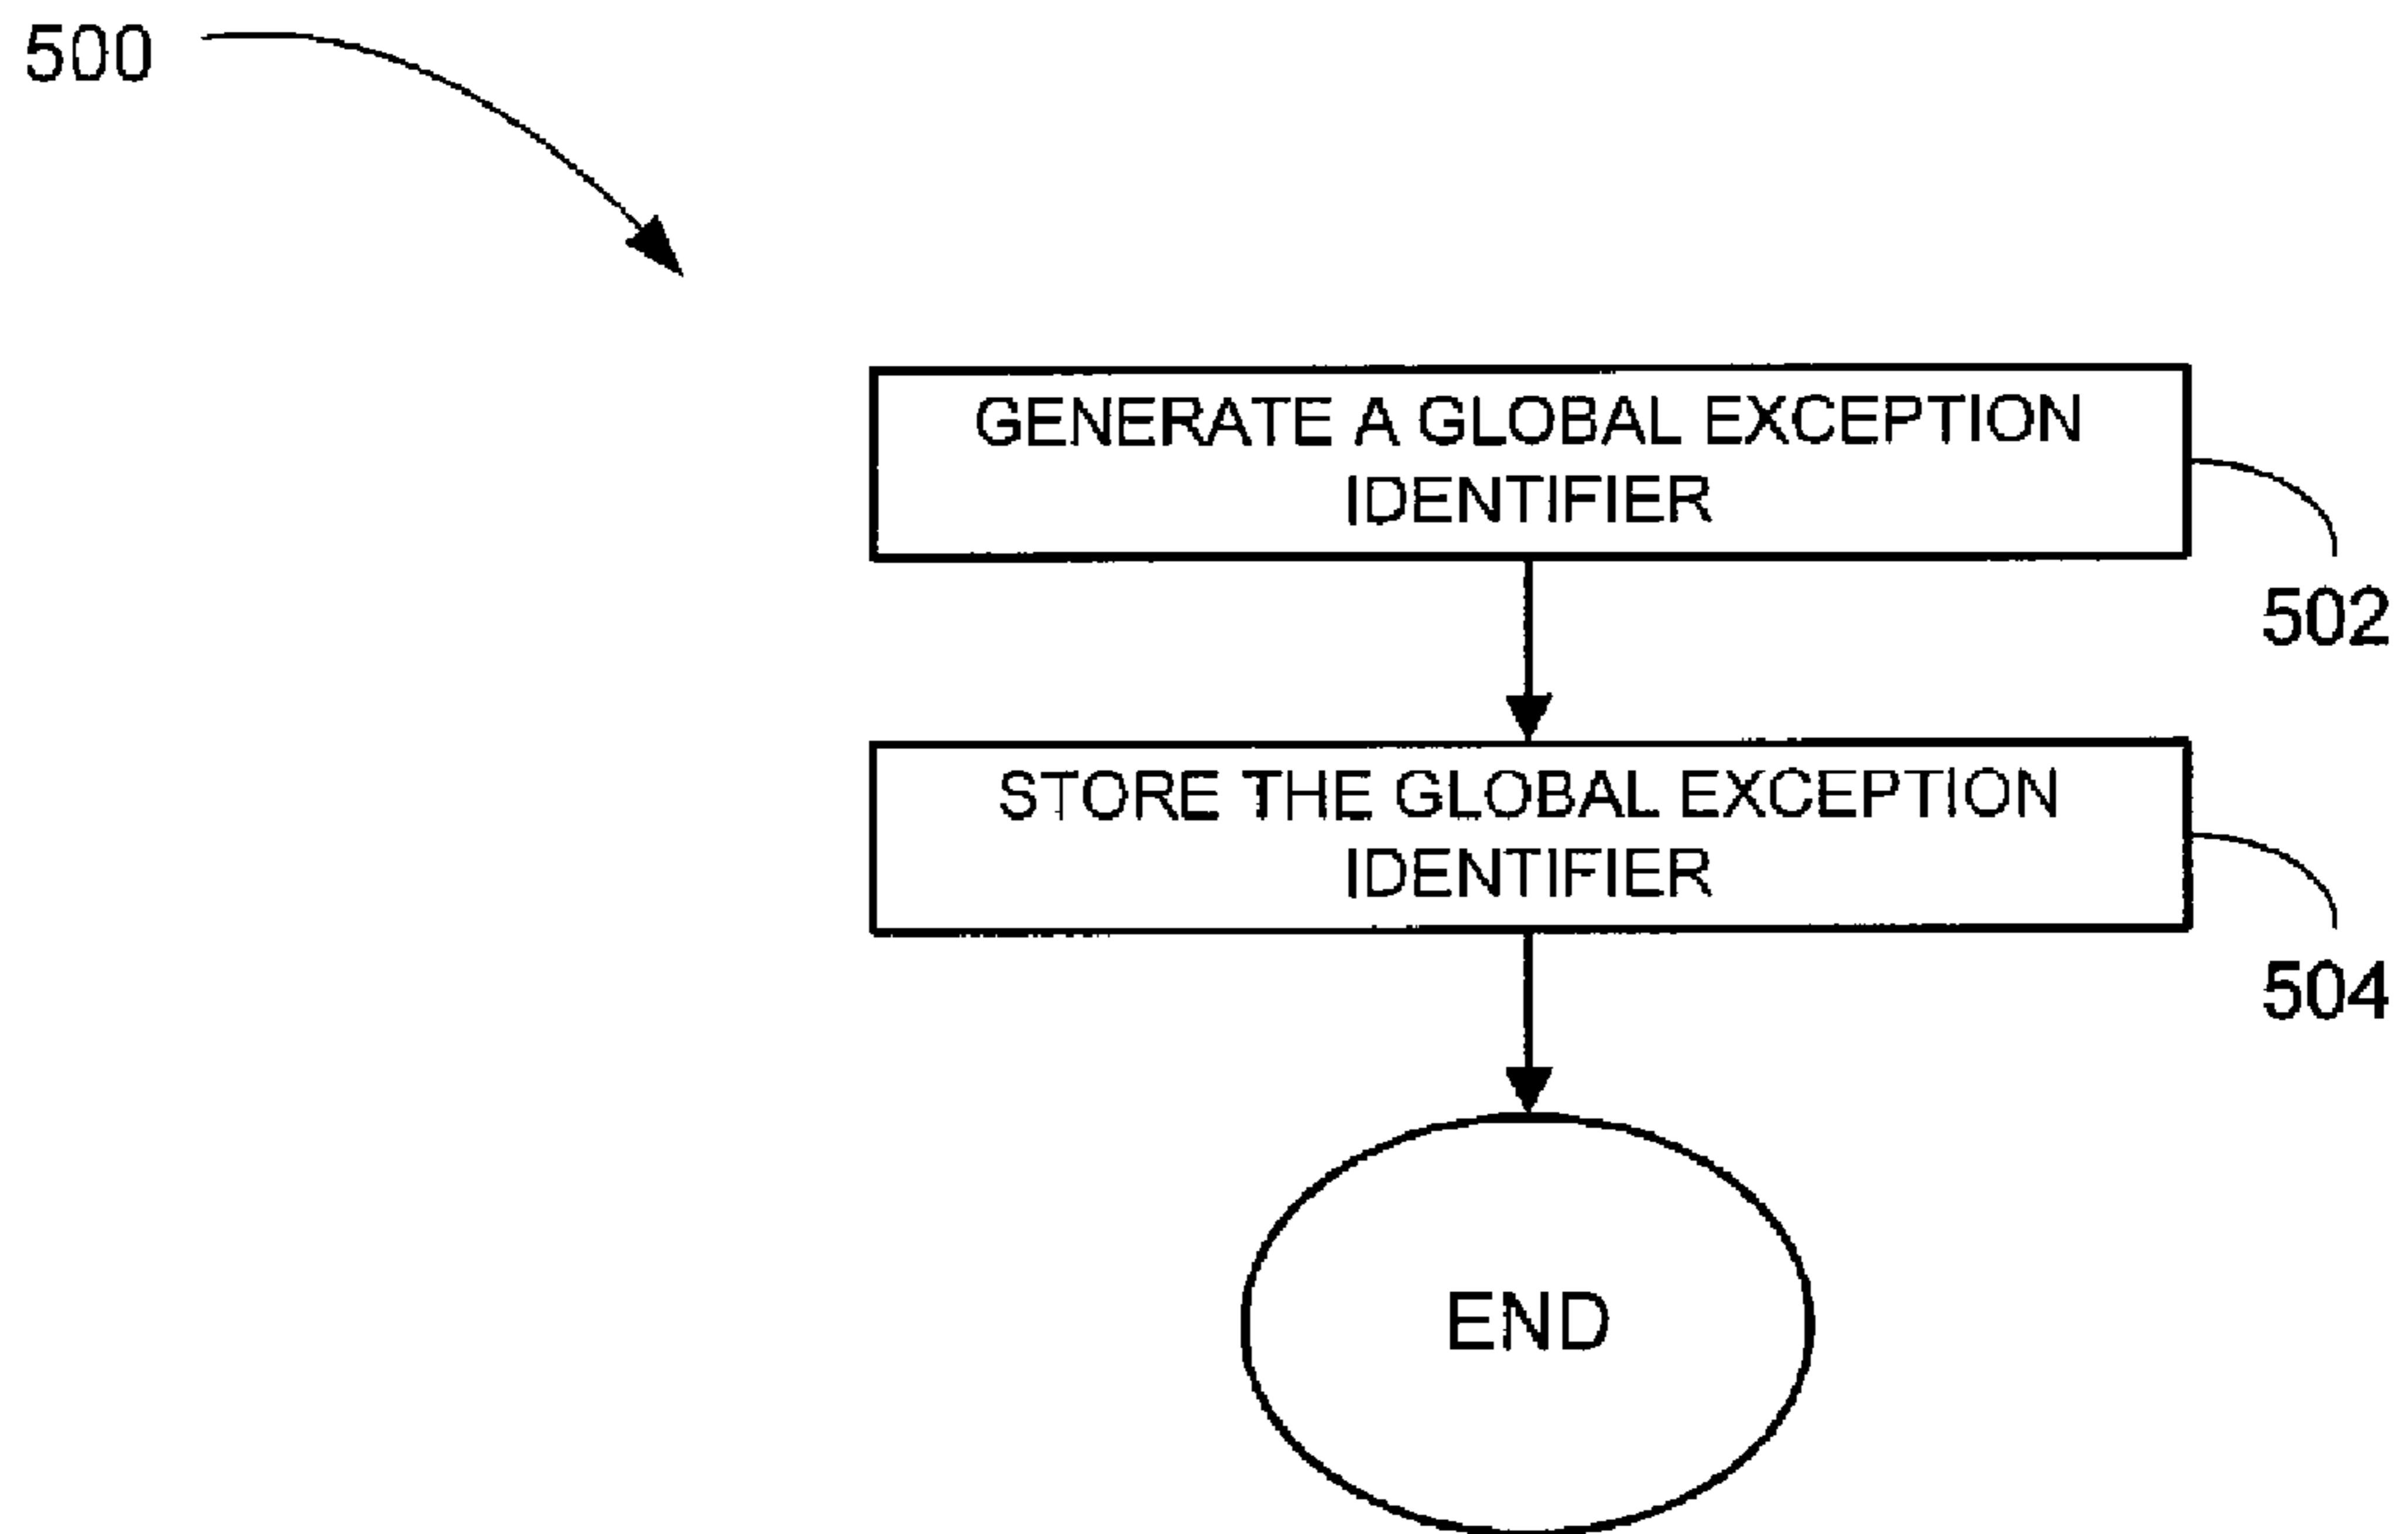 500
GENERATE A GLOBAL EXCEPTION
IDENTIFIER
502
STORE THE GLOBAL EXCEPTION
IDENTIFIER
504
END